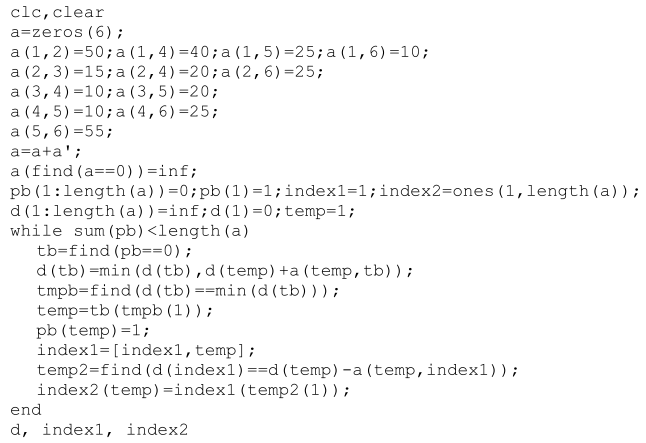 clc,clear
a=zeros(6);
a(1,2)=50;a(1,4)=40;a(1,5)=25;a(1,6)=10;
a(2,3)=15;a(2,4)=20;a(2,6)=25;
a(3,4)=10;a(3,5)=20;
a(4,5)=10;a(4,6)=25;
a(5,6)=55;
a=a+a';
a(find(a==0))=inf;
pb(1:length(a))=0;pb(1)=1;index1=1;index2=ones(1,length(a));
d(1:length(a))=inf;d(1)=0;temp=1;
while sum(pb)<length(a)
tb=find(pb==0);
d(tb)=min(d(tb),d(temp)+a(temp,tb));
tmpb=find(d(tb)==min(d(tb)));
temp=tb(tmpb(1));
pb(temp)=1;
index1=[index1,temp];
temp2=find(d(index1)==d(temp)-a(temp,index1));
index2(temp)=index1(temp2(1));
end
d, index1, index2